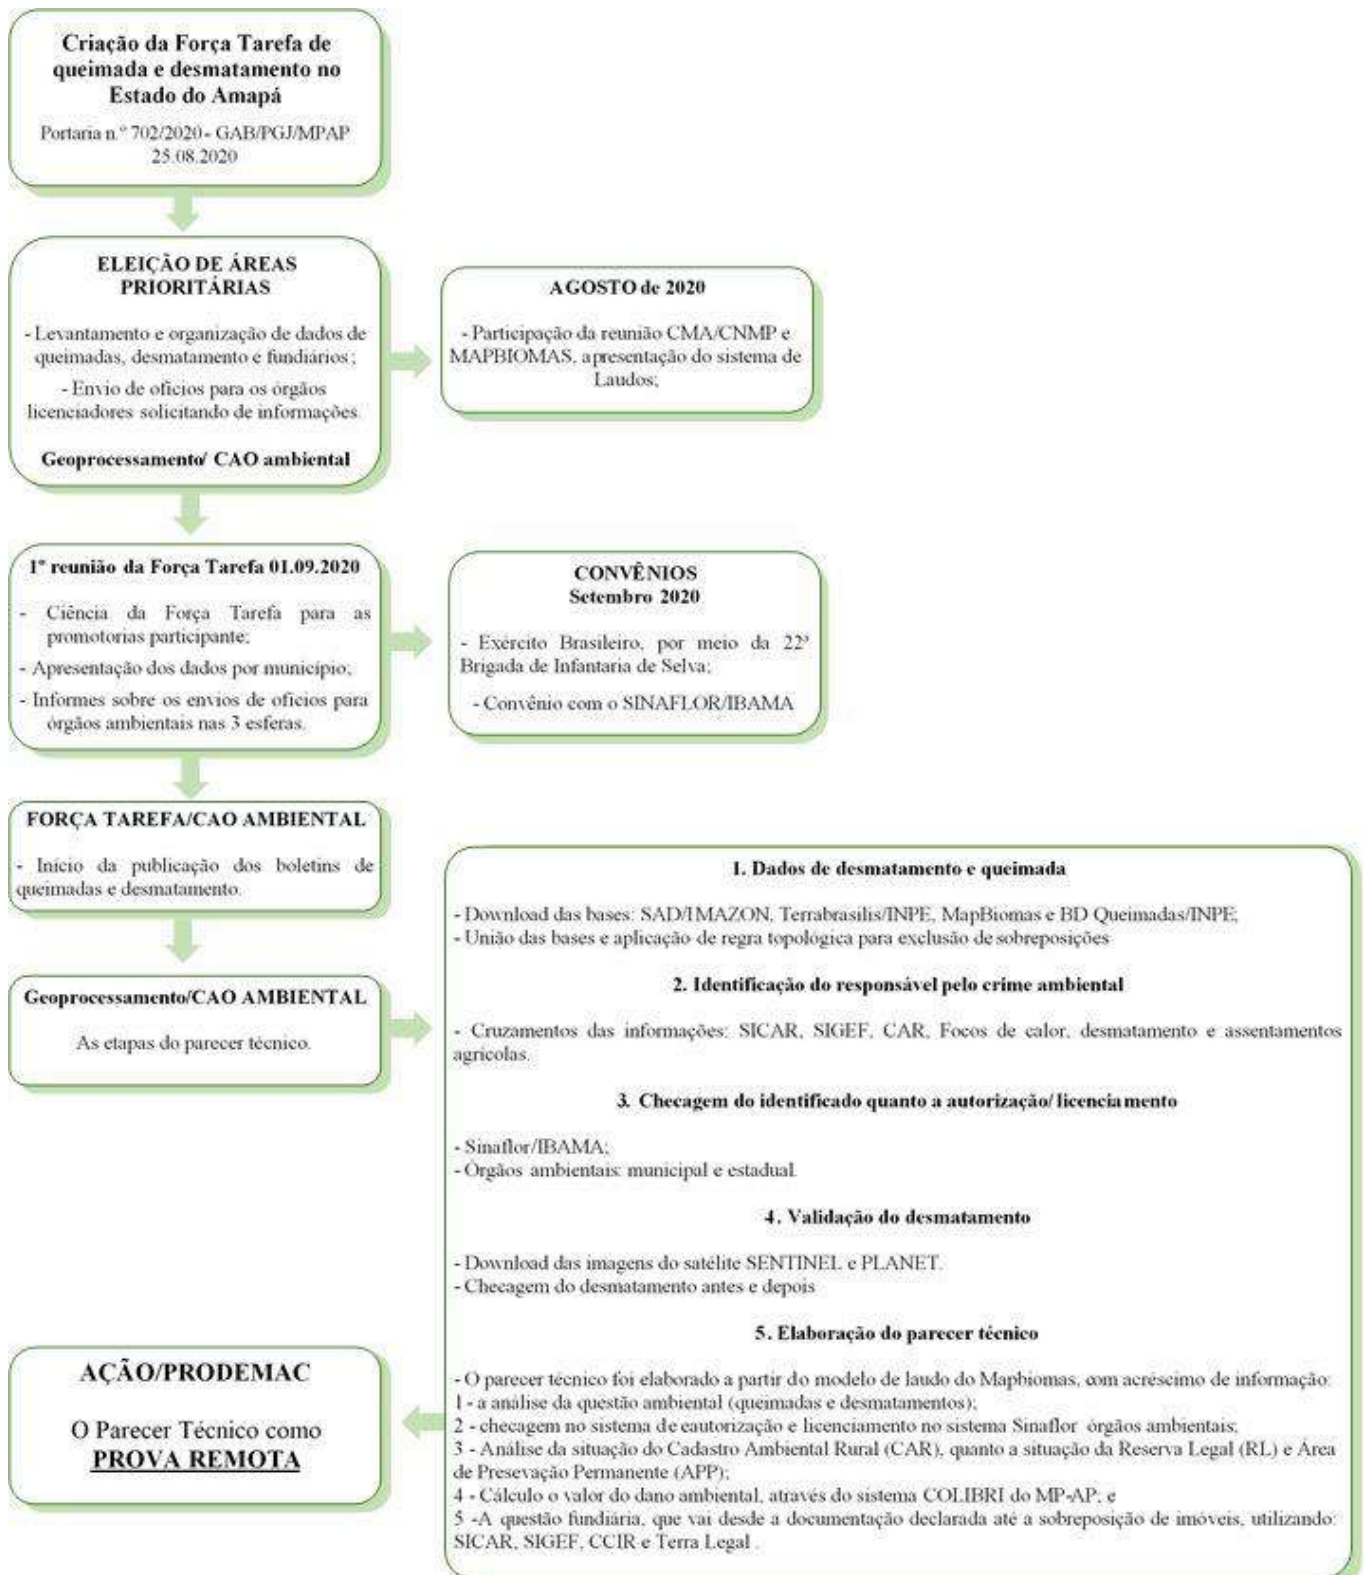 Criação da Força Tarefa de
queimada e desmatamento no
Estado do Amapá
Portaria n.º 702/2020 - GAB/PGJ/MPAP
25.08.2020
ELEIÇÃO DE ÁREAS
PRIORITÁRIAS
- Levantamento e organização de dados de
queimadas, desmatamento e fundiários;
- Envio de ofícios para os órgãos
licenciadores solicitando de informações.
Geoprocessamento/ CAO ambiental
AGOSTO de 2020
- Participação da reunião CMA/CNMP e
MAPBIOMAS, apresentação do sistema de
Laudos;
1ª reunião da Força Tarefa 01.09.2020
- Ciência da Força Tarefa para as
promotorias participante;
- Apresentação dos dados por município;
- Informes sobre os envios de ofícios para
órgãos ambientais nas 3 esferas.
CONVÊNIOS
Setembro 2020
- Exército Brasileiro, por meio da 22ª
Brigada de Infantaria de Selva;
- Convênio com o SINAFLOR/IBAMA
FORÇA TAREFA/CAO AMBIENTAL
- Início da publicação dos boletins de
queimadas e desmatamento.
Geoprocessamento/CAO AMBIENTAL
As etapas do parecer técnico.
1. Dados de desmatamento e queimada
- Download das bases: SAD/IMAZON, Terrabrasilis/INPE, MapBiomas e BD Queimadas/INPE;
- União das bases e aplicação de regra topológica para exclusão de sobreposições
2. Identificação do responsável pelo crime ambiental
- Cruzamentos das informações: SICAR, SIGEF, CAR, Focos de calor, desmatamento e assentamentos
agrícolas.
3. Checagem do identificado quanto a autorização/ licenciamento
- Sinaflor/IBAMA;
- Órgãos ambientais: municipal e estadual.
4. Validação do desmatamento
- Download das imagens do satélite SENTINEL e PLANET.
- Checagem do desmatamento antes e depois
5. Elaboração do parecer técnico
- O parecer técnico foi elaborado a partir do modelo de laudo do Mapbiomas, com acréscimo de informação:
1 - a análise da questão ambiental (queimadas e desmatamentos);
2 - checagem no sistema de eautorização e licenciamento no sistema Sinaflor órgãos ambientais;
3 - Análise da situação do Cadastro Ambiental Rural (CAR), quanto a situação da Reserva Legal (RL) e Área
de Presevação Permanente (APP);
4 - Cálculo o valor do dano ambiental, através do sistema COLIBRI do MP-AP; e
5 -A questão fundiária, que vai desde a documentação declarada até a sobreposição de imóveis, utilizando:
SICAR, SIGEF, CCIR e Terra Legal .
AÇÃO/PRODEMAC
O Parecer Técnico como
PROVA REMOTA